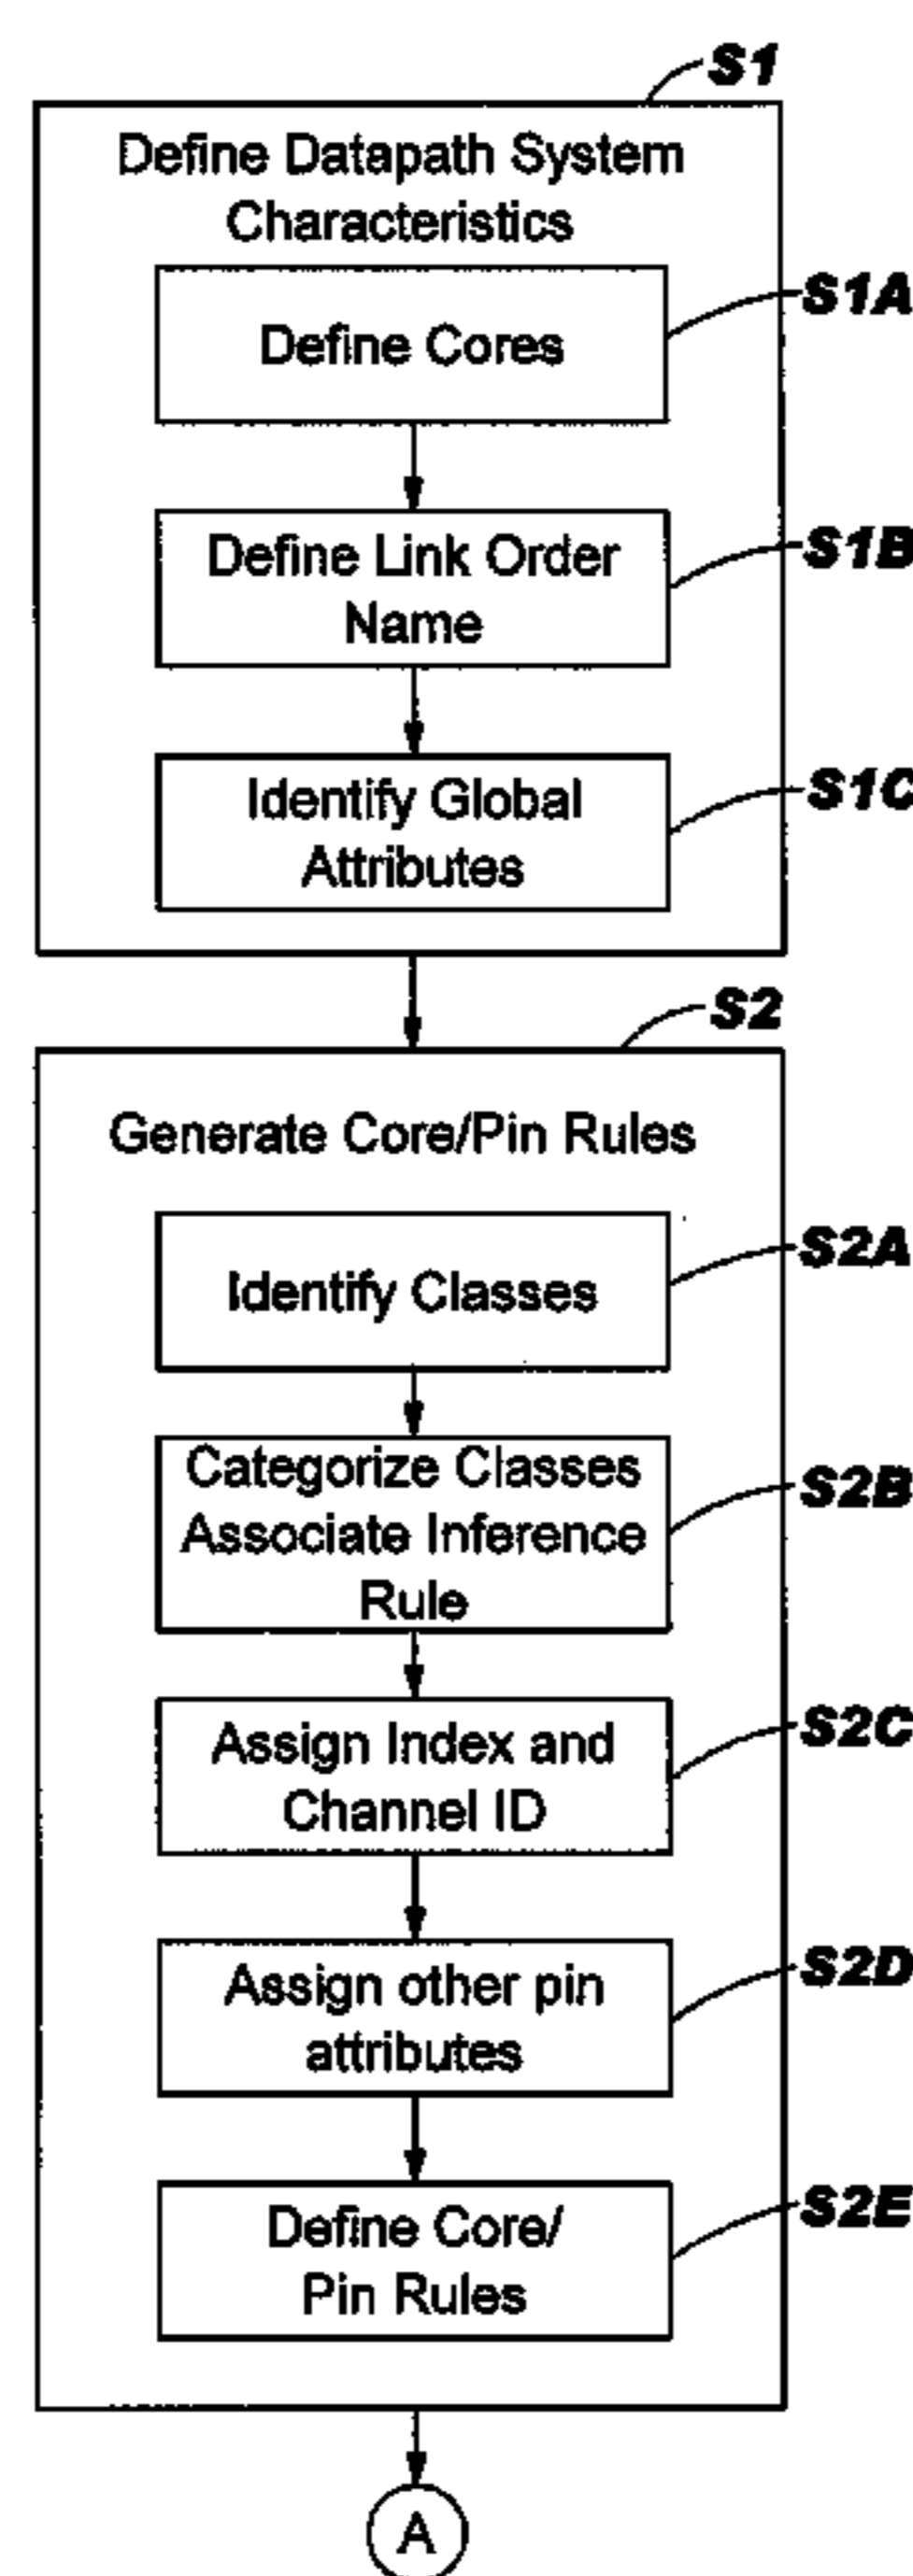 S1
Define Datapath System
Characteristics
S1A
Define Cores
S1B
Define Link Order
Name
S1C
Identify Global
Attributes
S2
Generate Core/Pin Rules
S2A
Identify Classes
S2B
Categorize Classes
Associate Inference
Rule
S2C
Assign Index and
Channel ID
S2D
Assign other pin
attributes
S2E
Define Core/
Pin Rules
A